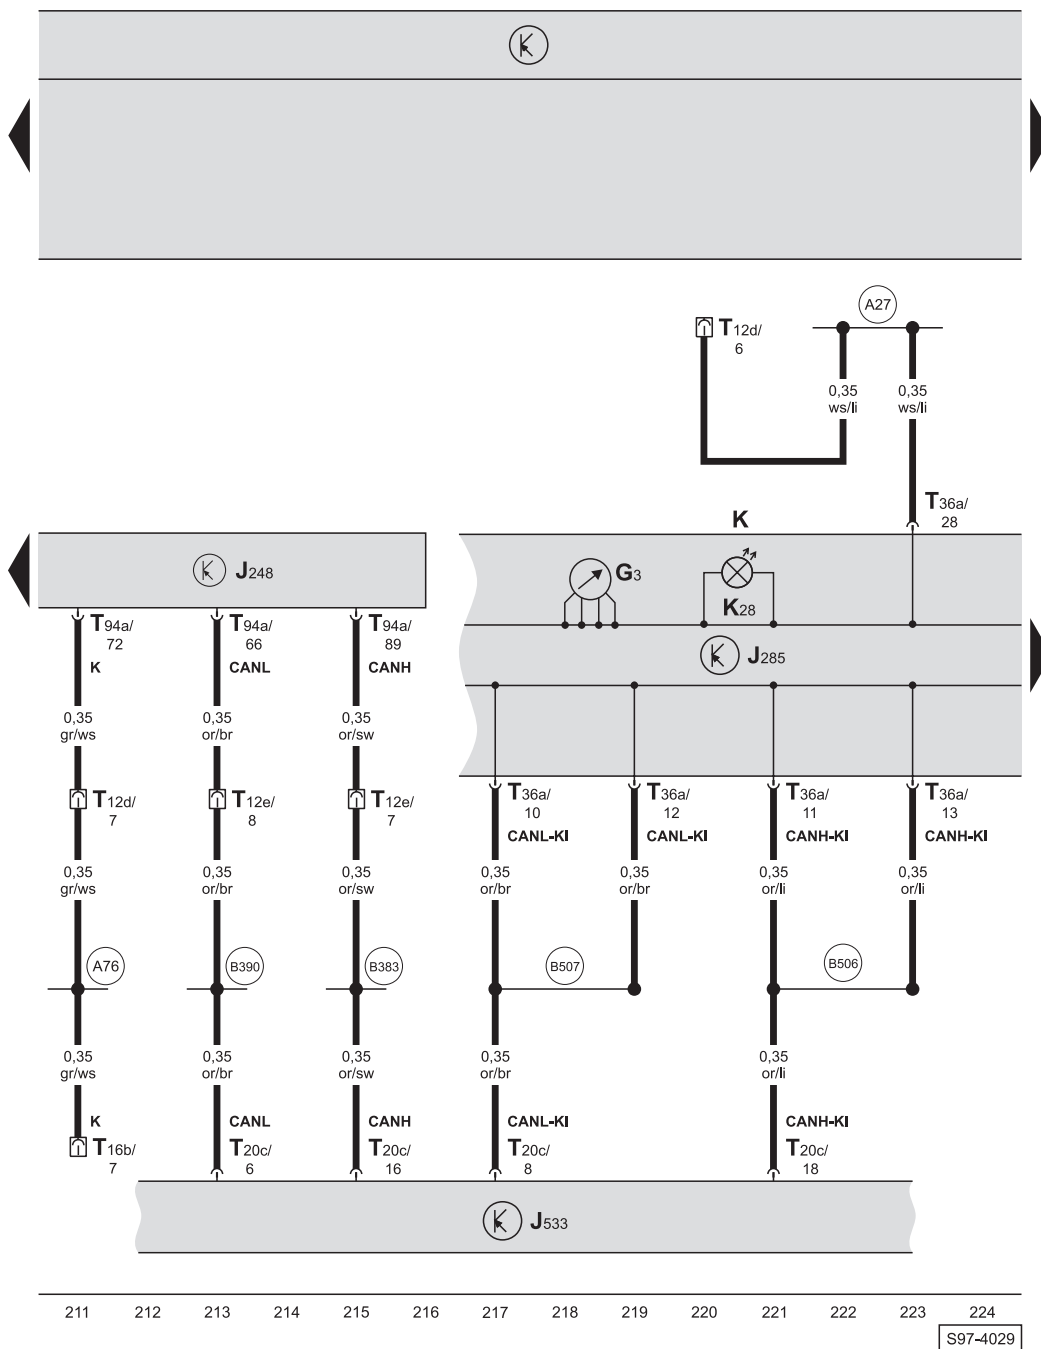 A27
T12d/
6
0,35
ws/li
0,35
ws/li
T36a/
28
K
J248
G3
K28
T94a/
72
K
T94a/
66
CANL
T94a/
89
CANH
J285
0,35
gr/ws
0,35
or/br
0,35
or/sw
T12d/
7
T12e/
8
T12e/
7
T36a/
10
CANL-KI
T36a/
12
CANL-KI
T36a/
11
CANH-KI
T36a/
13
CANH-KI
0,35
gr/ws
0,35
or/br
0,35
or/sw
0,35
or/br
0,35
or/br
0,35
or/li
0,35
or/li
A76
B390
B383
B507
B506
0,35
gr/ws
0,35
or/br
0,35
or/sw
0,35
or/br
0,35
or/li
K
T16b/
7
CANL
T20c/
6
CANH
T20c/
16
CANL-KI
T20c/
8
CANH-KI
T20c/
18
J533
211 212 213 214 215 216 217 218 219 220 221 222 223 224
S97-4029